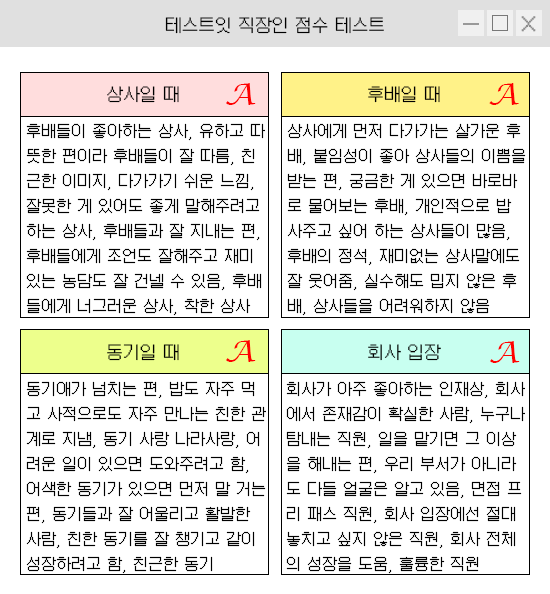 테스트잇 직장인 점수 테스트
상사일 때 A
후배들이 좋아하는 상사, 유하고 따
뜻한 편이라 후배들이 잘 따름, 친
근한 이미지, 다가가기 쉬운 느낌,
잘못한 게 있어도 좋게 말해주려고
하는 상사, 후배들과 잘 지내는 편,
후배들에게 조언도 잘해주고 재미
있는 농담도 잘 건넬 수 있음, 후배
들에게 너그러운 상사, 착한 상사
후배일 때 A
상사에게 먼저 다가가는 살가운 후
배, 붙임성이 좋아 상사들의 이쁨을
받는 편, 궁금한 게 있으면 바로바
로 물어보는 후배, 개인적으로 밥
사주고 싶어 하는 상사들이 많음,
후배의 정석, 재미없는 상사말에도
잘 웃어줌, 실수해도 밉지 않은 후
배, 상사들을 어려워하지 않음
동기일 때 A
동기애가 넘치는 편, 밥도 자주 먹
고 사적으로도 자주 만나는 친한 관
계로 지냄, 동기 사랑 나라사랑, 어
려운 일이 있으면 도와주려고 함,
어색한 동기가 있으면 먼저 말 거는
편, 동기들과 잘 어울리고 활발한
사람, 친한 동기를 잘 챙기고 같이
성장하려고 함, 친근한 동기
회사 입장 A
회사가 아주 좋아하는 인재상, 회사
에서 존재감이 확실한 사람, 누구나
탐내는 직원, 일을 맡기면 그 이상
을 해내는 편, 우리 부서가 아니라
도 다들 얼굴은 알고 있음, 면접 프
리 패스 직원, 회사 입장에선 절대
놓치고 싶지 않은 직원, 회사 전체
의 성장을 도움, 훌륭한 직원